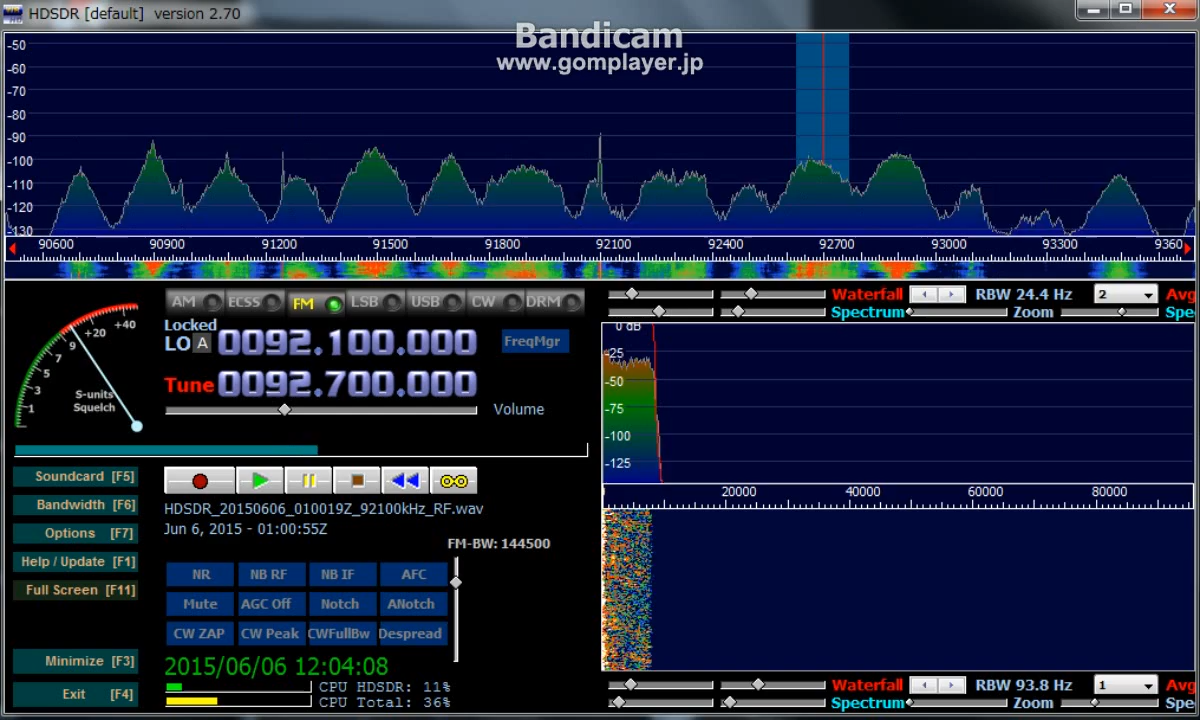 HDSDR [default] version 2.70
Bandicam
www.gomplayer.jp
-50
-60
-70
-80
-90
-100
-110
-120
-130
90600 90900 91200 91500 91800 92100 92400 92700 93000 93300 9360
AM ECSS FM LSB USB CW DRM
Waterfall RBW 24.4 Hz 2 Avg
Spectrum Zoom Spe
+20 +40
9
7
5
3
1
S-units
Squelch
Locked
LO A 0092.100.000 FreqMgr
Tune 0092.700.000
Volume
0 dB
-25
-50
-75
-100
-125
20000 40000 60000 80000
Soundcard [F5]
Bandwidth [F6]
Options [F7]
Help / Update [F1]
Full Screen [F11]
Minimize [F3]
Exit [F4]
HDSDR_20150606_010019Z_92100kHz_RF.wav
Jun 6, 2015 - 01:00:55Z
FM-BW: 144500
NR NB RF NB IF AFC
Mute AGC Off Notch ANotch
CW ZAP CW Peak CWFullBw Despread
2015/06/06 12:04:08
CPU HDSDR: 11%
CPU Total: 36%
Waterfall RBW 93.8 Hz 1 Avg
Spectrum Zoom Spe